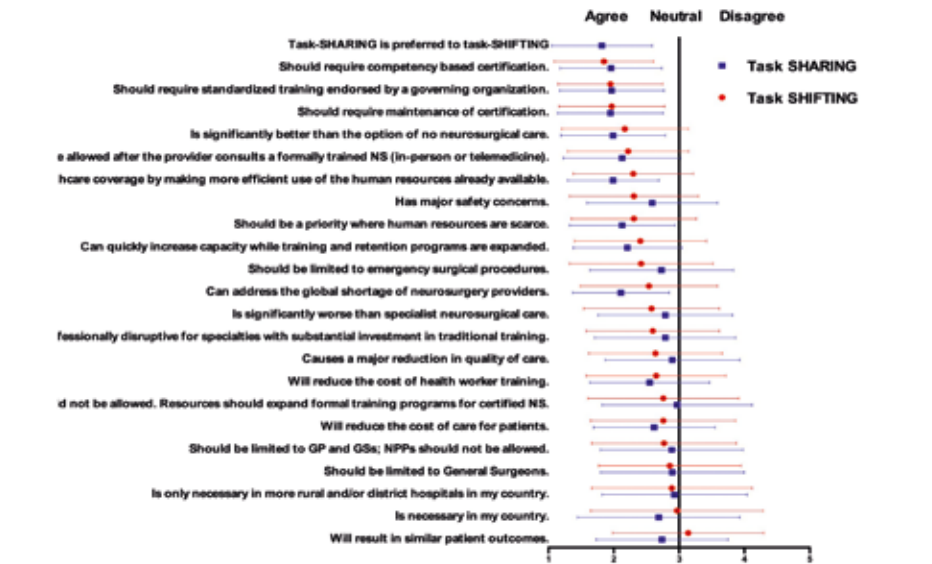 Agree Neutral Disagree
Task-SHARING is preferred to task-SHIFTING
Should require competency based certification.
Should require standardized training endorsed by a governing organization.
Should require maintenance of certification.
Is significantly better than the option of no neurosurgical care.
e allowed after the provider consults a formally trained NS (in-person or telemedicine).
hcare coverage by making more efficient use of the human resources already available.
Has major safety concerns.
Should be a priority where human resources are scarce.
Can quickly increase capacity while training and retention programs are expanded.
Should be limited to emergency surgical procedures.
Can address the global shortage of neurosurgery providers.
Is significantly worse than specialist neurosurgical care.
fessionally disruptive for specialties with substantial investment in traditional training.
Causes a major reduction in quality of care.
Will reduce the cost of health worker training.
d not be allowed. Resources should expand formal training programs for certified NS.
Will reduce the cost of care for patients.
Should be limited to GP and GSs; NPPs should not be allowed.
Should be limited to General Surgeons.
Is only necessary in more rural and/or district hospitals in my country.
Is necessary in my country.
Will result in similar patient outcomes.
1 2 3 4 5
Task SHARING
Task SHIFTING